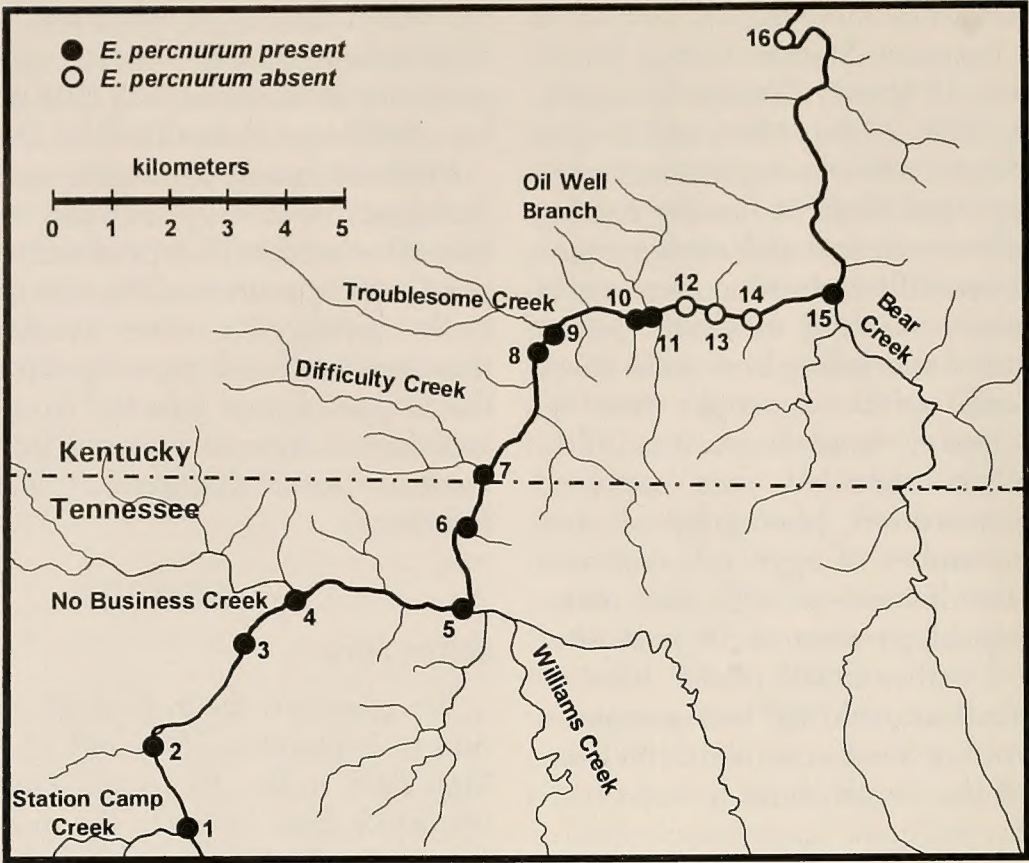 E. percnurum present
E. percnurum absent
kilometers
0 1 2 3 4 5
16
Oil Well
Branch
Troublesome Creek
10
12
14
11
13
15
Bear
Creek
9
8
Difficulty Creek
Kentucky
7
Tennessee
6
No Business Creek
4
5
3
Williams Creek
2
Station Camp
Creek
1